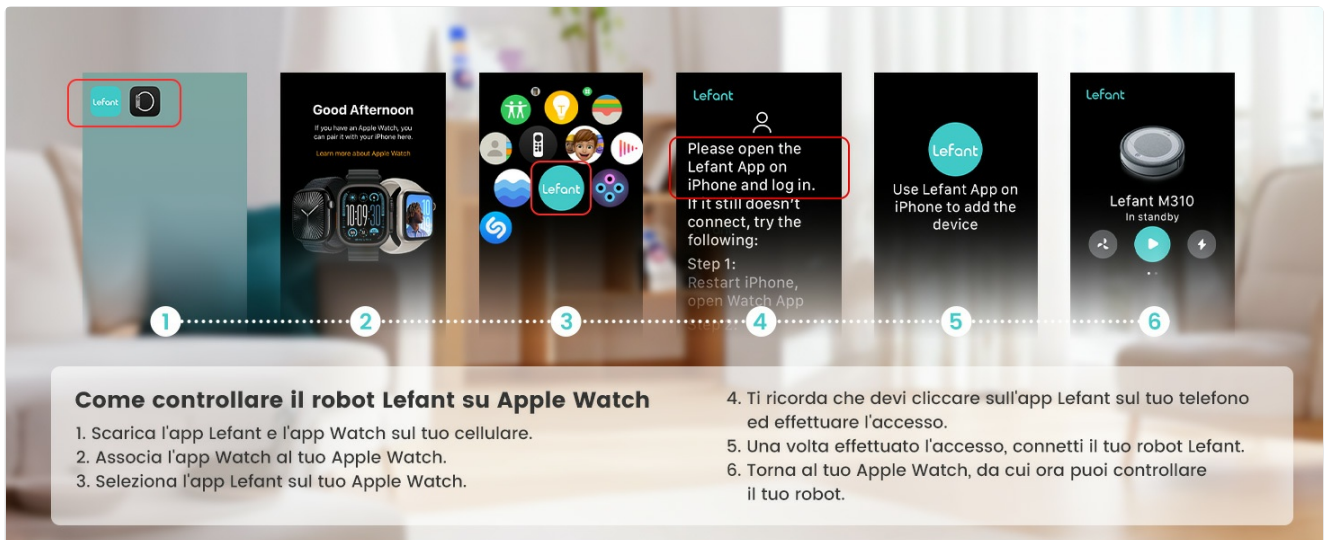 Lefant
Good Afternoon
If you have an Apple Watch, you
can pair it with your iPhone here.
Learn more about Apple Watch
10:09:30
Lefant
Lefant
Please open the
Lefant App on
iPhone and log in.
If it still doesn't
connect, try the
following:
Step 1:
Restart iPhone,
open Watch App
Step 2:
Lefant
Use Lefant App on
iPhone to add the
device
Lefant
Lefant M310
In standby
1
2
3
4
5
6
Come controllare il robot Lefant su Apple Watch
1. Scarica l'app Lefant e l'app Watch sul tuo cellulare.
2. Associa l'app Watch al tuo Apple Watch.
3. Seleziona l'app Lefant sul tuo Apple Watch.
4. Ti ricorda che devi cliccare sull'app Lefant sul tuo telefono
ed effettuare l'accesso.
5. Una volta effettuato l'accesso, connetti il tuo robot Lefant.
6. Torna al tuo Apple Watch, da cui ora puoi controllare
il tuo robot.